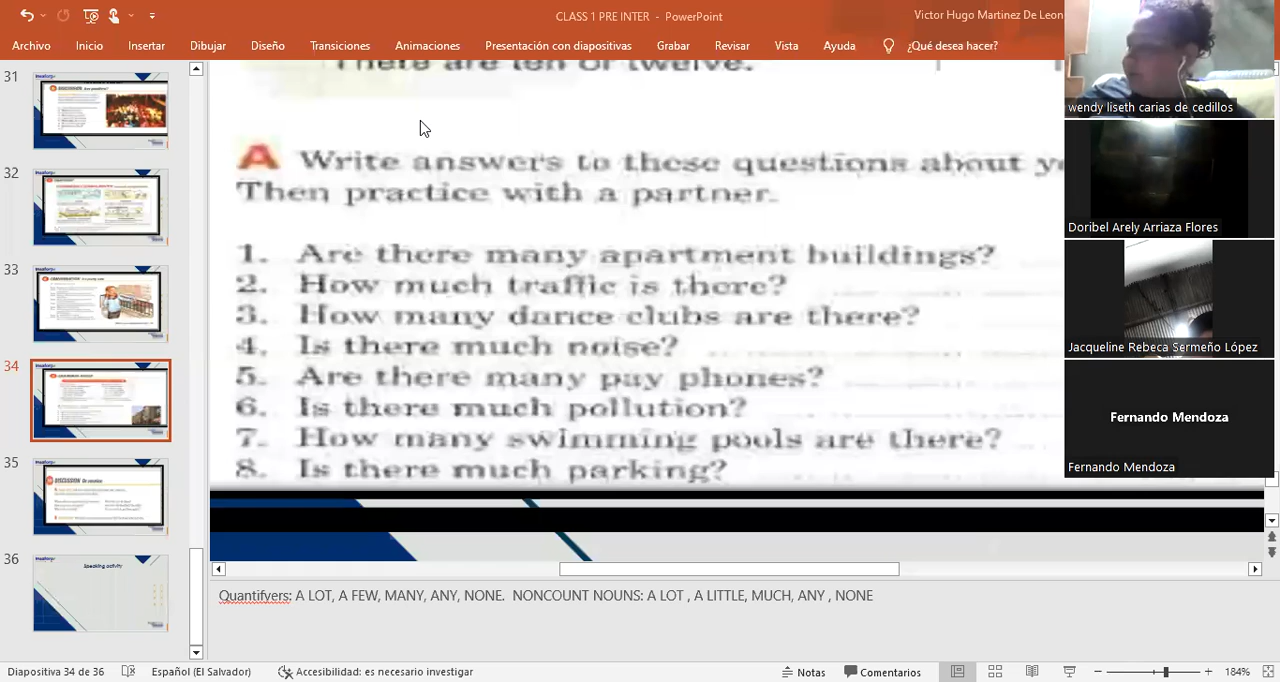 CLASS 1 PRE INTER - PowerPoint
Victor Hugo Martinez De Leon
Archivo Inicio Insertar Dibujar Diseño Transiciones Animaciones Presentación con diapositivas Grabar Revisar Vista Ayuda ¿Qué desea hacer?
31
32
33
34
35
36
Speaking activity
There are ten or twelve.
A Write answers to these questions about
Then practice with a partner.
1. Are there many apartment buildings?
2. How much traffic is there?
3. How many dance clubs are there?
4. Is there much noise?
5. Are there many pay phones?
6. Is there much pollution?
7. How many swimming pools are there?
8. Is there much parking?
wendy liseth carias de cedillos
Doribel Arely Arriaza Flores
Jacqueline Rebeca Sermeño López
Fernando Mendoza
Fernando Mendoza
Quantifyers: A LOT, A FEW, MANY, ANY, NONE. NONCOUNT NOUNS: A LOT , A LITTLE, MUCH, ANY , NONE
Diapositiva 34 de 36 Español (El Salvador) Accesibilidad: es necesario investigar Notas Comentarios 184%